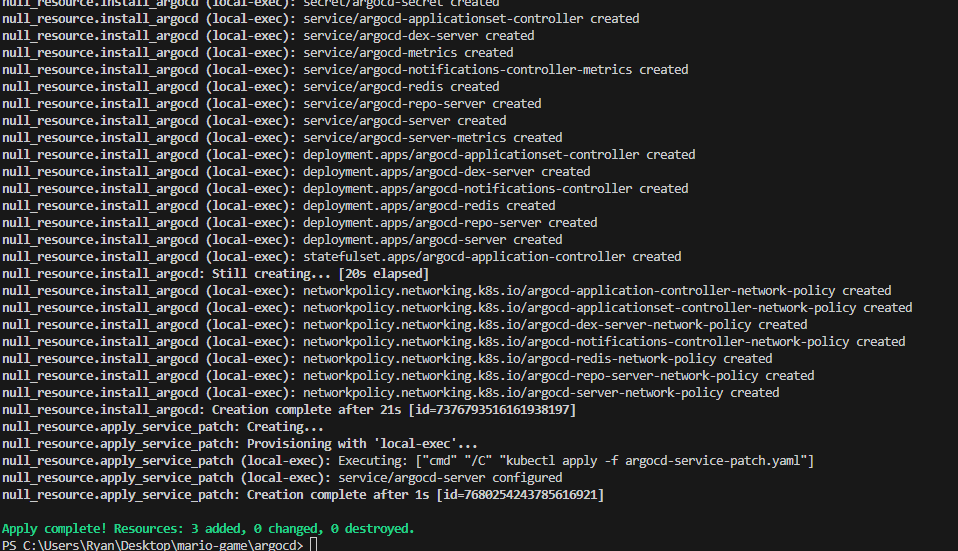 null_resource.install_argocd (local-exec): secret/argocd-secret created
null_resource.install_argocd (local-exec): service/argocd-applicationset-controller created
null_resource.install_argocd (local-exec): service/argocd-dex-server created
null_resource.install_argocd (local-exec): service/argocd-metrics created
null_resource.install_argocd (local-exec): service/argocd-notifications-controller-metrics created
null_resource.install_argocd (local-exec): service/argocd-redis created
null_resource.install_argocd (local-exec): service/argocd-repo-server created
null_resource.install_argocd (local-exec): service/argocd-server created
null_resource.install_argocd (local-exec): service/argocd-server-metrics created
null_resource.install_argocd (local-exec): deployment.apps/argocd-applicationset-controller created
null_resource.install_argocd (local-exec): deployment.apps/argocd-dex-server created
null_resource.install_argocd (local-exec): deployment.apps/argocd-notifications-controller created
null_resource.install_argocd (local-exec): deployment.apps/argocd-redis created
null_resource.install_argocd (local-exec): deployment.apps/argocd-repo-server created
null_resource.install_argocd (local-exec): deployment.apps/argocd-server created
null_resource.install_argocd (local-exec): statefulset.apps/argocd-application-controller created
null_resource.install_argocd: Still creating... [20s elapsed]
null_resource.install_argocd (local-exec): networkpolicy.networking.k8s.io/argocd-application-controller-network-policy created
null_resource.install_argocd (local-exec): networkpolicy.networking.k8s.io/argocd-applicationset-controller-network-policy created
null_resource.install_argocd (local-exec): networkpolicy.networking.k8s.io/argocd-dex-server-network-policy created
null_resource.install_argocd (local-exec): networkpolicy.networking.k8s.io/argocd-notifications-controller-network-policy created
null_resource.install_argocd (local-exec): networkpolicy.networking.k8s.io/argocd-redis-network-policy created
null_resource.install_argocd (local-exec): networkpolicy.networking.k8s.io/argocd-repo-server-network-policy created
null_resource.install_argocd (local-exec): networkpolicy.networking.k8s.io/argocd-server-network-policy created
null_resource.install_argocd: Creation complete after 21s [id=7376793516161938197]
null_resource.apply_service_patch: Creating...
null_resource.apply_service_patch: Provisioning with 'local-exec'...
null_resource.apply_service_patch (local-exec): Executing: ["cmd" "/C" "kubectl apply -f argocd-service-patch.yaml"]
null_resource.apply_service_patch (local-exec): service/argocd-server configured
null_resource.apply_service_patch: Creation complete after 1s [id=7680254243785616921]
Apply complete! Resources: 3 added, 0 changed, 0 destroyed.
PS C:\Users\Ryan\Desktop\mario-game\argocd>